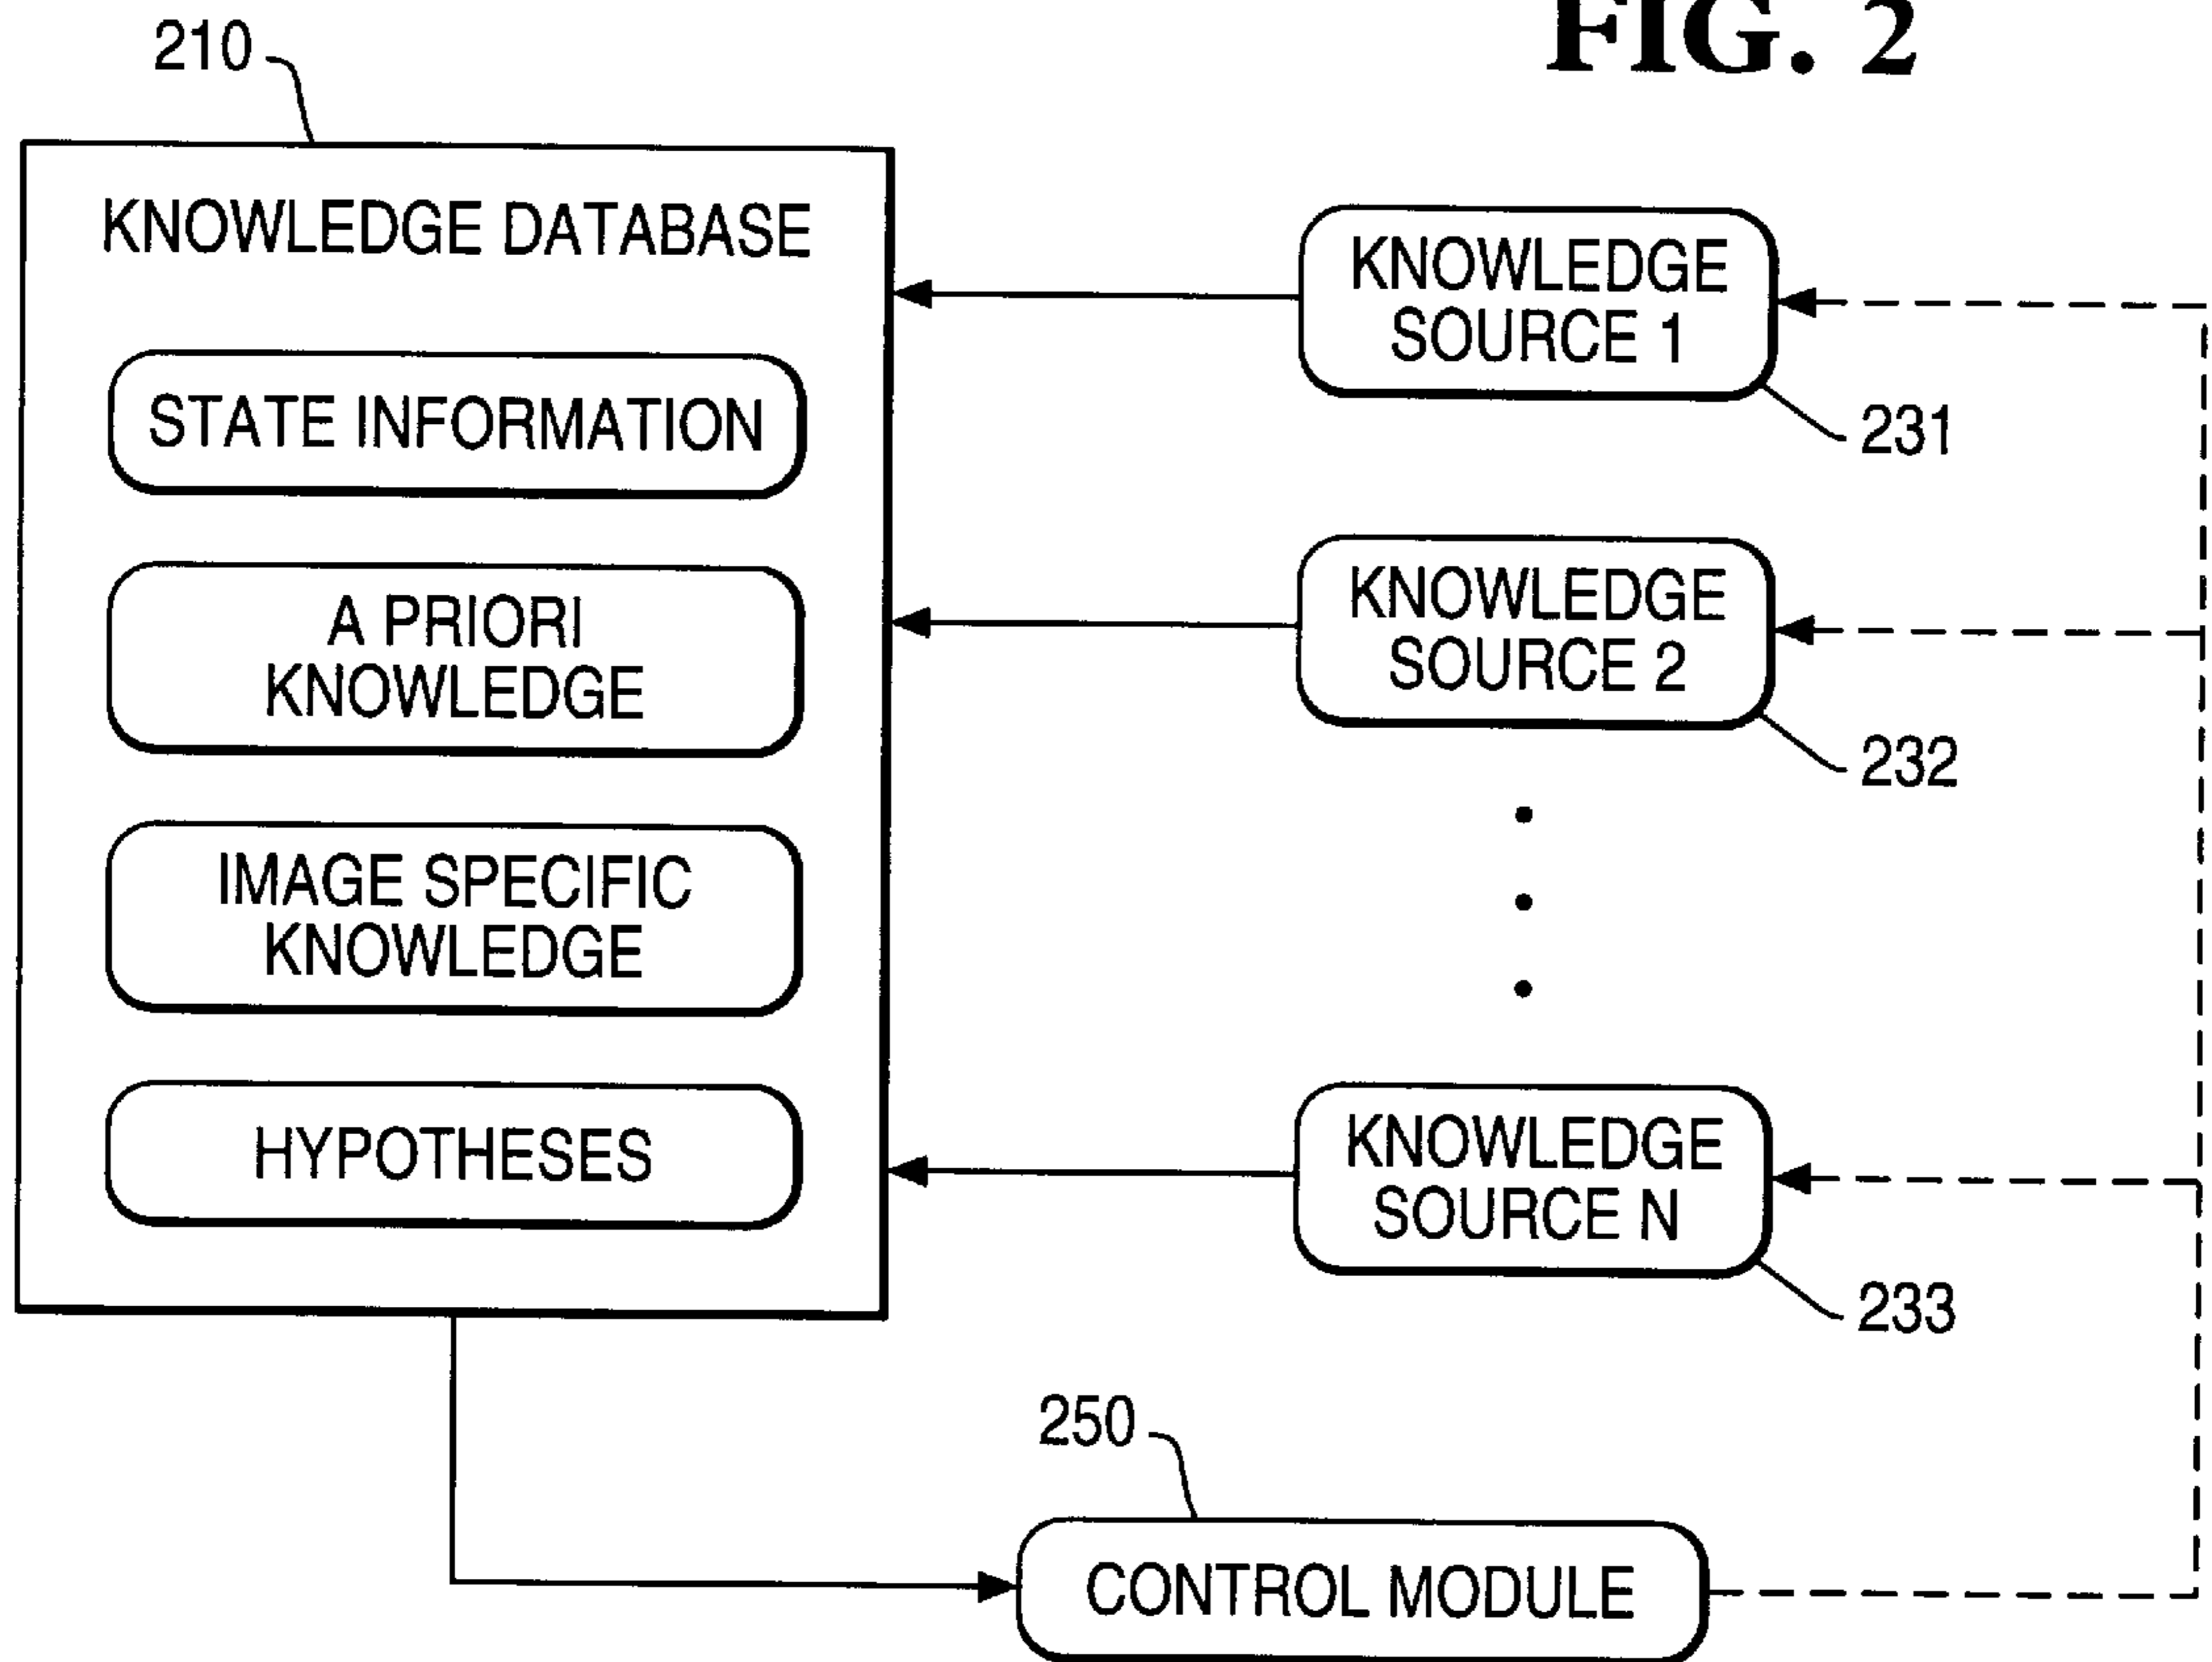 FIG. 2
210
KNOWLEDGE DATABASE
STATE INFORMATION
A PRIORI
KNOWLEDGE
IMAGE SPECIFIC
KNOWLEDGE
HYPOTHESES
KNOWLEDGE
SOURCE 1
231
KNOWLEDGE
SOURCE 2
232
KNOWLEDGE
SOURCE N
233
250
CONTROL MODULE